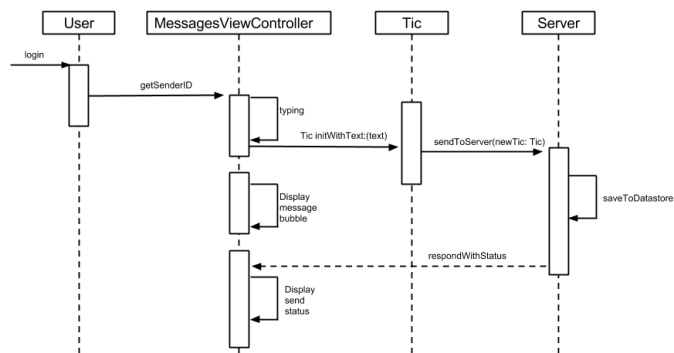 User
MessagesViewController
Tic
Server
login
getSenderID
typing
Tic initWithText:(text)
sendToServer(newTic: Tic)
Display
message
bubble
saveToDatastore
respondWithStatus
Display
send
status